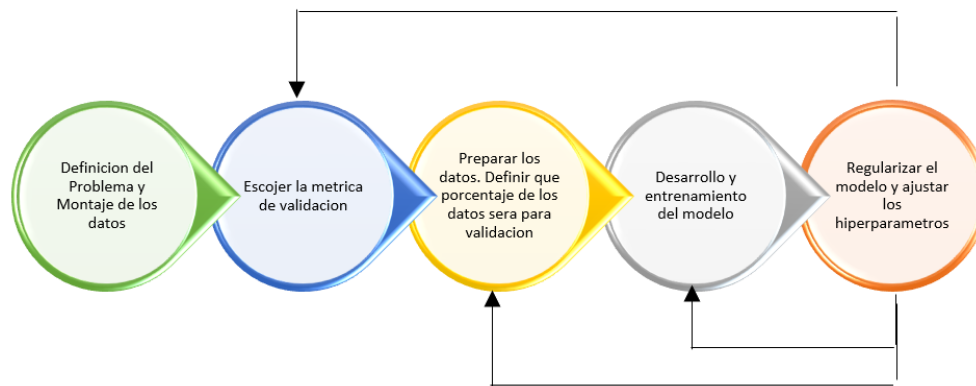 Definicion del
Problema y
Montaje de los
datos
Escojer la metrica
de validacion
Preparar los
datos. Definir que
porcentaje de los
datos sera para
validacion
Desarrollo y
entrenamiento
del modelo
Regularizar el
modelo y ajustar
los
hiperparametros